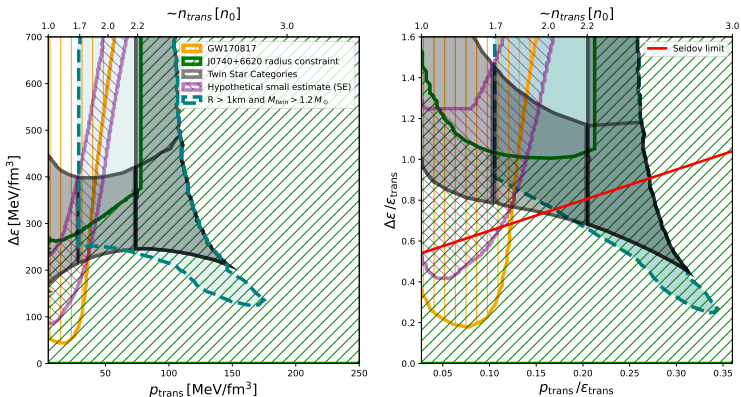 ~n_trans [n_0]
1.0 1.7 2.0 2.2 3.0
700
600
500
400
300
200
100
0
Δε [MeV/fm³]
50 100 150 200 250
p_trans [MeV/fm³]
GW170817
J0740+6620 radius constraint
Twin Star Categories
Hypothetical small estimate (SE)
R > 1km and M_twin > 1.2 M_⊙
~n_trans [n_0]
1.0 1.7 2.0 2.2 3.0
1.6
1.4
1.2
1.0
0.8
0.6
0.4
0.2
0.0
Δε/ε_trans
0.05 0.10 0.15 0.20 0.25 0.30 0.35
p_trans/ε_trans
Seidov limit